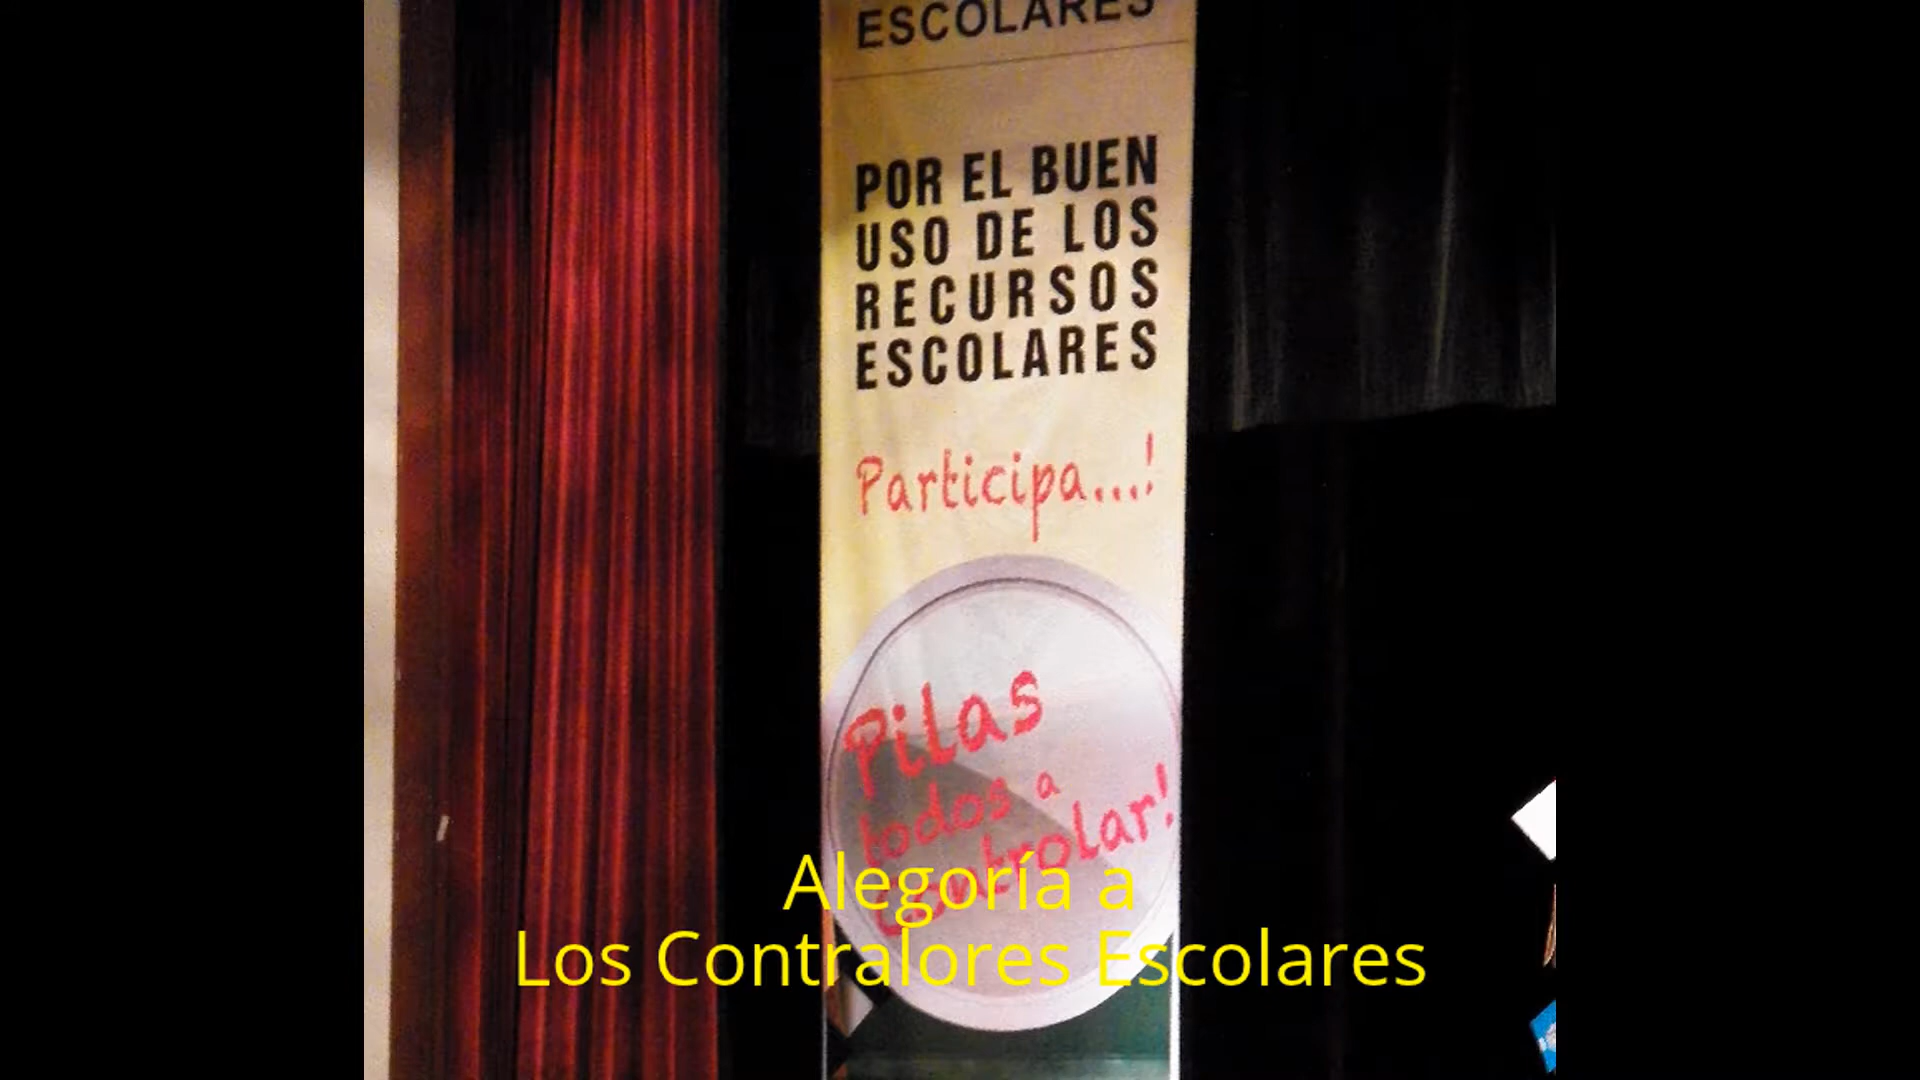 ESCOLARES
POR EL BUEN
USO DE LOS
RECURSOS
ESCOLARES
Participa...!
Pilas
todos a
controlar!
Alegoría a
Los Contralores Escolares